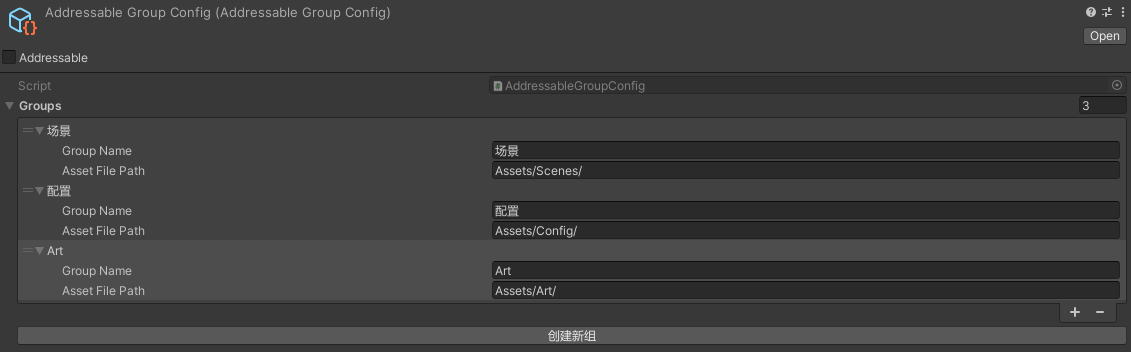 Addressable Group Config (Addressable Group Config)
Open
Addressable
Script AddressableGroupConfig
Groups 3
场景
Group Name 场景
Asset File Path Assets/Scenes/
配置
Group Name 配置
Asset File Path Assets/Config/
Art
Group Name Art
Asset File Path Assets/Art/
创建新组